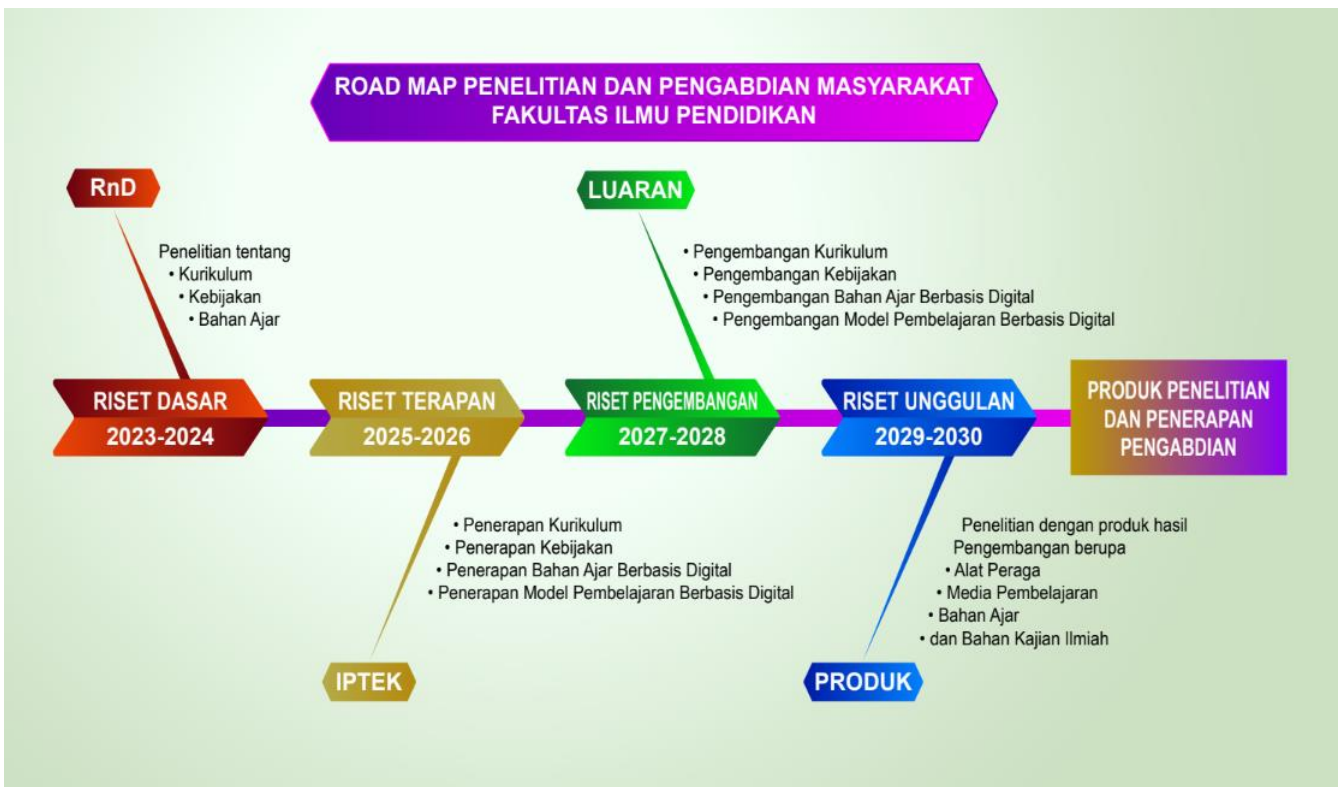 ROAD MAP PENELITIAN DAN PENGABDIAN MASYARAKAT
FAKULTAS ILMU PENDIDIKAN
RnD
Penelitian tentang
• Kurikulum
• Kebijakan
• Bahan Ajar
LUARAN
• Pengembangan Kurikulum
• Pengembangan Kebijakan
• Pengembangan Bahan Ajar Berbasis Digital
• Pengembangan Model Pembelajaran Berbasis Digital
RISET DASAR
2023-2024
RISET TERAPAN
2025-2026
RISET PENGEMBANGAN
2027-2028
RISET UNGGULAN
2029-2030
PRODUK PENELITIAN
DAN PENERAPAN
PENGABDIAN
• Penerapan Kurikulum
• Penerapan Kebijakan
• Penerapan Bahan Ajar Berbasis Digital
• Penerapan Model Pembelajaran Berbasis Digital
IPTEK
Penelitian dengan produk hasil
Pengembangan berupa
• Alat Peraga
• Media Pembelajaran
• Bahan Ajar
• dan Bahan Kajian Ilmiah
PRODUK